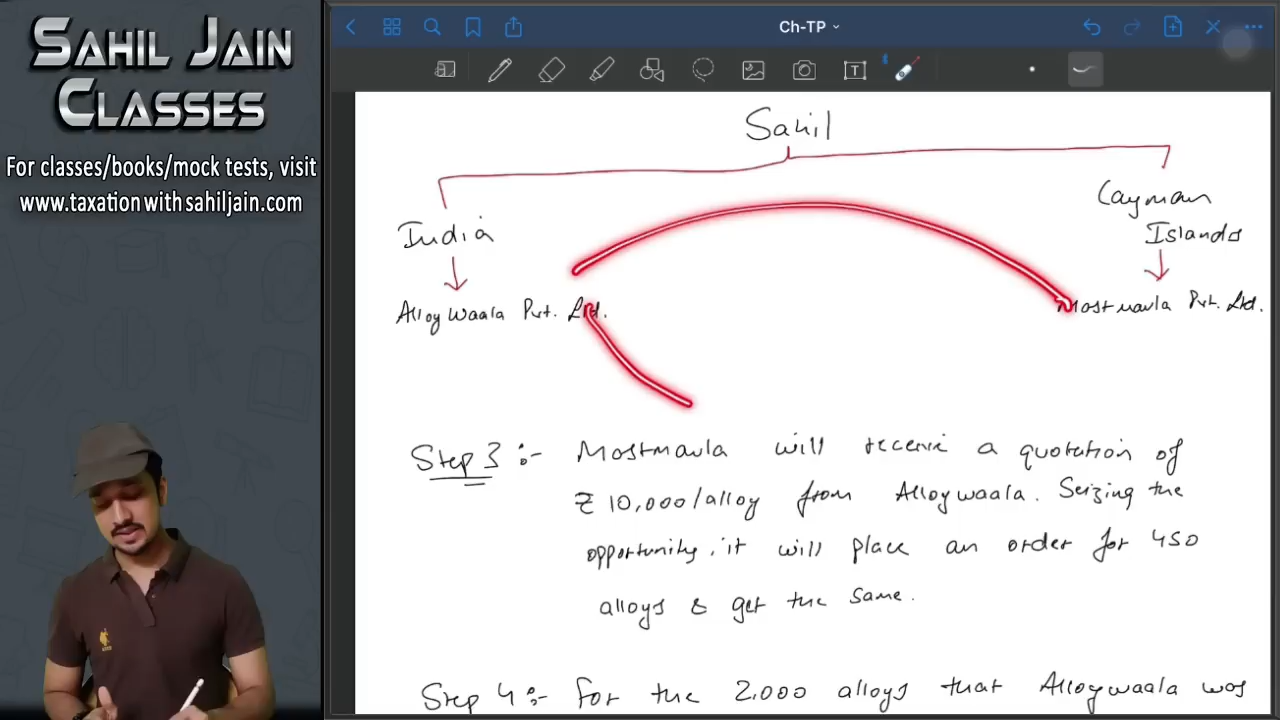 SAHIL JAIN
CLASSES
For classes/books/mock tests, visit
www.taxationwithsahiljain.com
Ch-TP
Sahil
India
Cayman
Islands
Alloywaala Pvt. Ltd.
Mostmaula Pvt. Ltd.
Step 3 :- Mostmaula will receive a quotation of
₹ 10,000/alloy from Alloywaala. Seizing the
opportunity, it will place an order for 450
alloys & get the same.
Step 4 :- For the 2,000 alloys that Alloywaala was